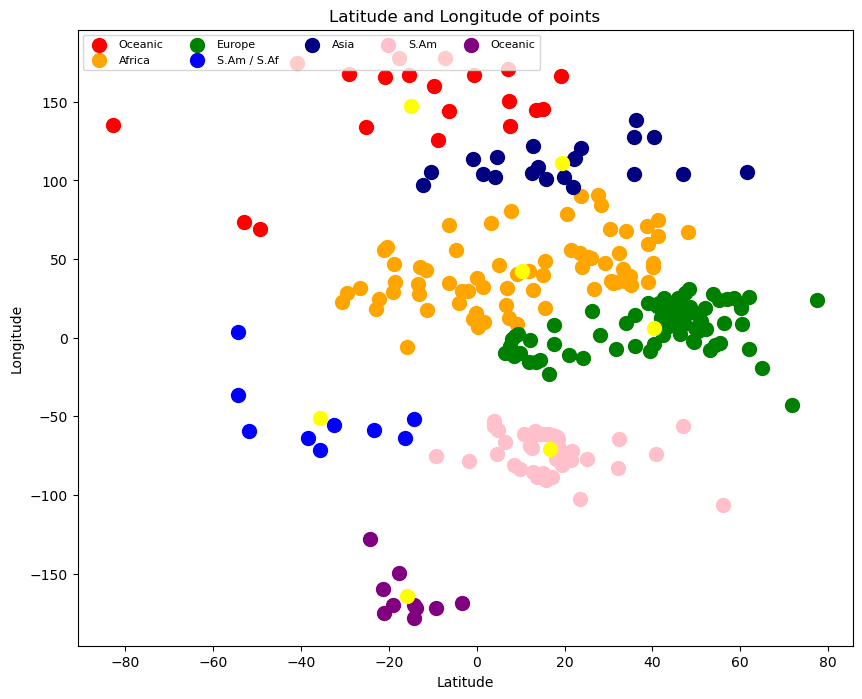 Latitude and Longitude of points
Oceanic Europe Asia S.Am Oceanic
Africa S.Am / S.Af
150
100
50
0
−50
−100
−150
Longitude
−80 −60 −40 −20 0 20 40 60 80
Latitude